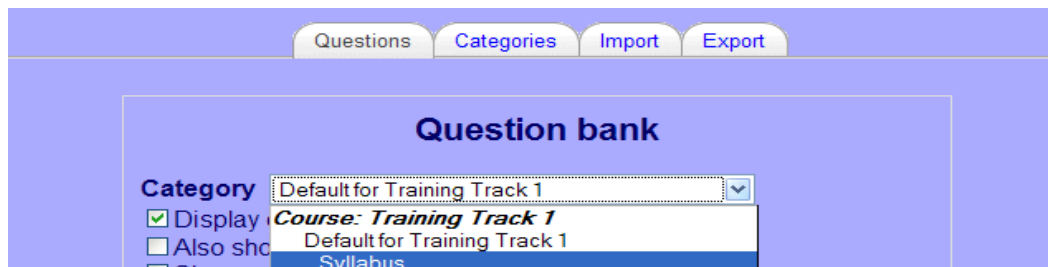 Questions Categories Import Export
Question bank
Category Default for Training Track 1
Display
Course: Training Track 1
Also sho
Default for Training Track 1
Syllabus